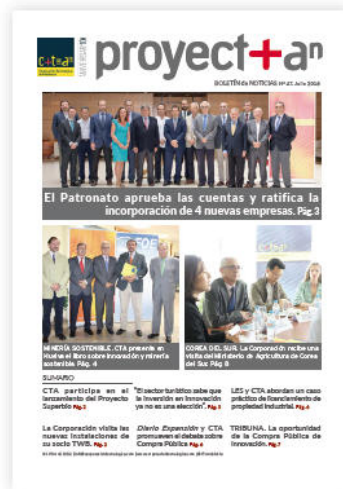 C+t+an
proyect+an
BOLETÍN de NOTICIAS Nº 27. Julio 2014
El Patronato aprueba las cuentas y ratifica la
incorporación de 4 nuevas empresas. Pág. 3
MINERÍA SOSTENIBLE. CTA presenta en
Huelva el libro sobre innovación y minería
sostenible Pág. 4
COREA DEL SUR. La Corporación recibe una
visita del Ministerio de Agricultura de Corea
del Sur. Pág. 8
SUMARIO
CTA participa en el
lanzamiento del Proyecto
Superbio Pág.
"El sector turístico sabe que
la inversión en innovación
ya no es una elección". Pág.
LES y CTA abordan un caso
práctico de licenciamiento de
propiedad industrial. Pág.
La Corporación visita las
nuevas instalaciones de
su socio TWB. Pág.
Diario Expansión y CTA
promueven el debate sobre
Compra Pública Pág.
TRIBUNA. La oportunidad
de la Compra Pública de
Innovación. Pág. 7